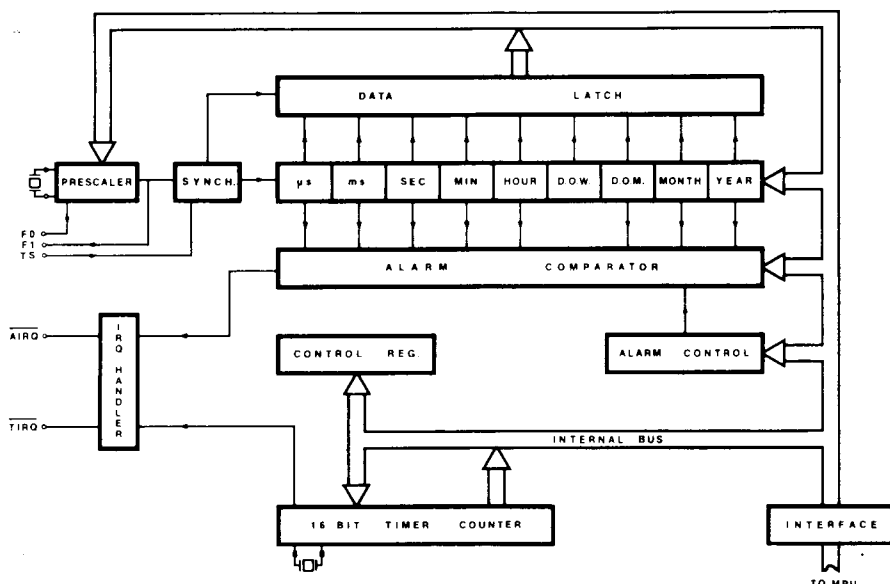 DATA LATCH
PRESCALER
SYNCH.
µs ms SEC MIN HOUR D.O.W. D.O.M. MONTH YEAR
FO
F1
TS
ALARM COMPARATOR
AIRQ
IRQ HANDLER
CONTROL REG.
ALARM CONTROL
TIRQ
INTERNAL BUS
16 BIT TIMER COUNTER
INTERFACE
TO MPU